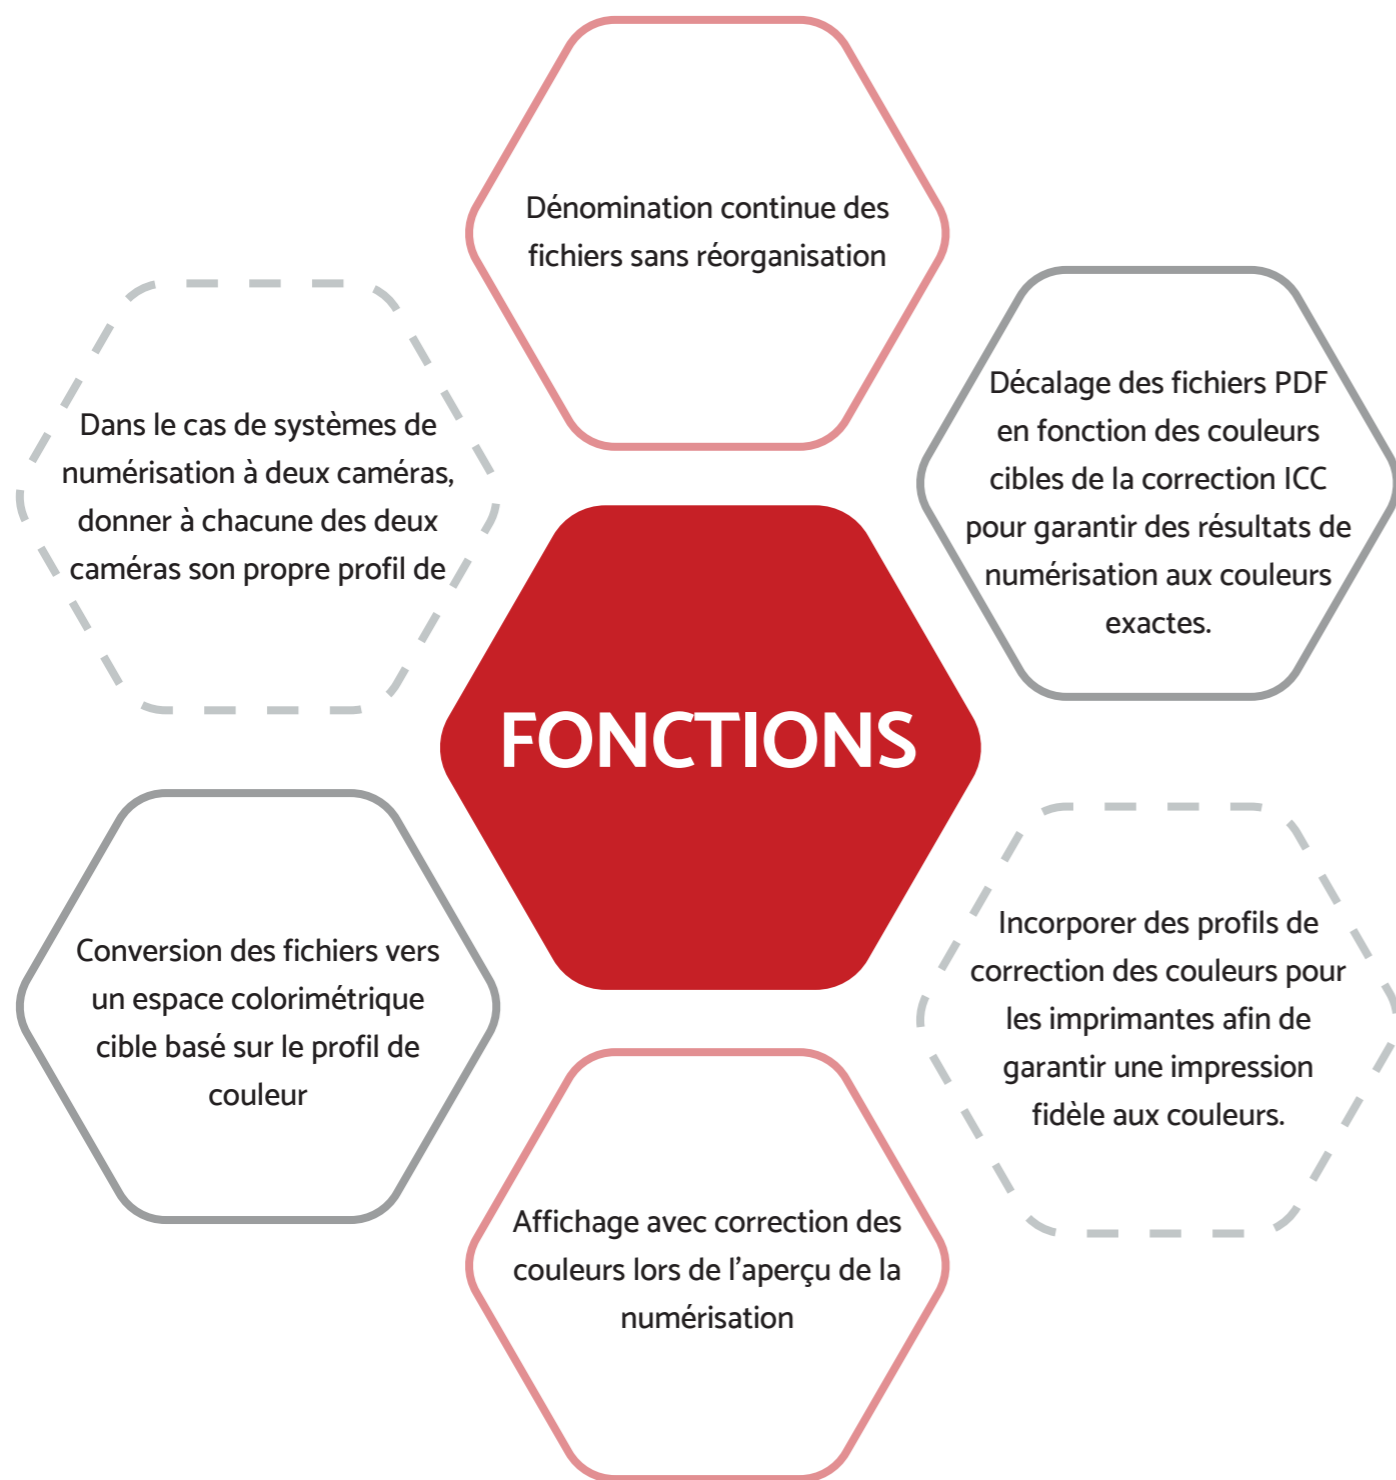 Dénomination continue des
fichiers sans réorganisation
Décalage des fichiers PDF
en fonction des couleurs
cibles de la correction ICC
pour garantir des résultats de
numérisation aux couleurs
exactes.
Dans le cas de systèmes de
numérisation à deux caméras,
donner à chacune des deux
caméras son propre profil de
FONCTIONS
Incorporer des profils de
correction des couleurs pour
les imprimantes afin de
garantir une impression
fidèle aux couleurs.
Conversion des fichiers vers
un espace colorimétrique
cible basé sur le profil de
couleur
Affichage avec correction des
couleurs lors de l’aperçu de la
numérisation